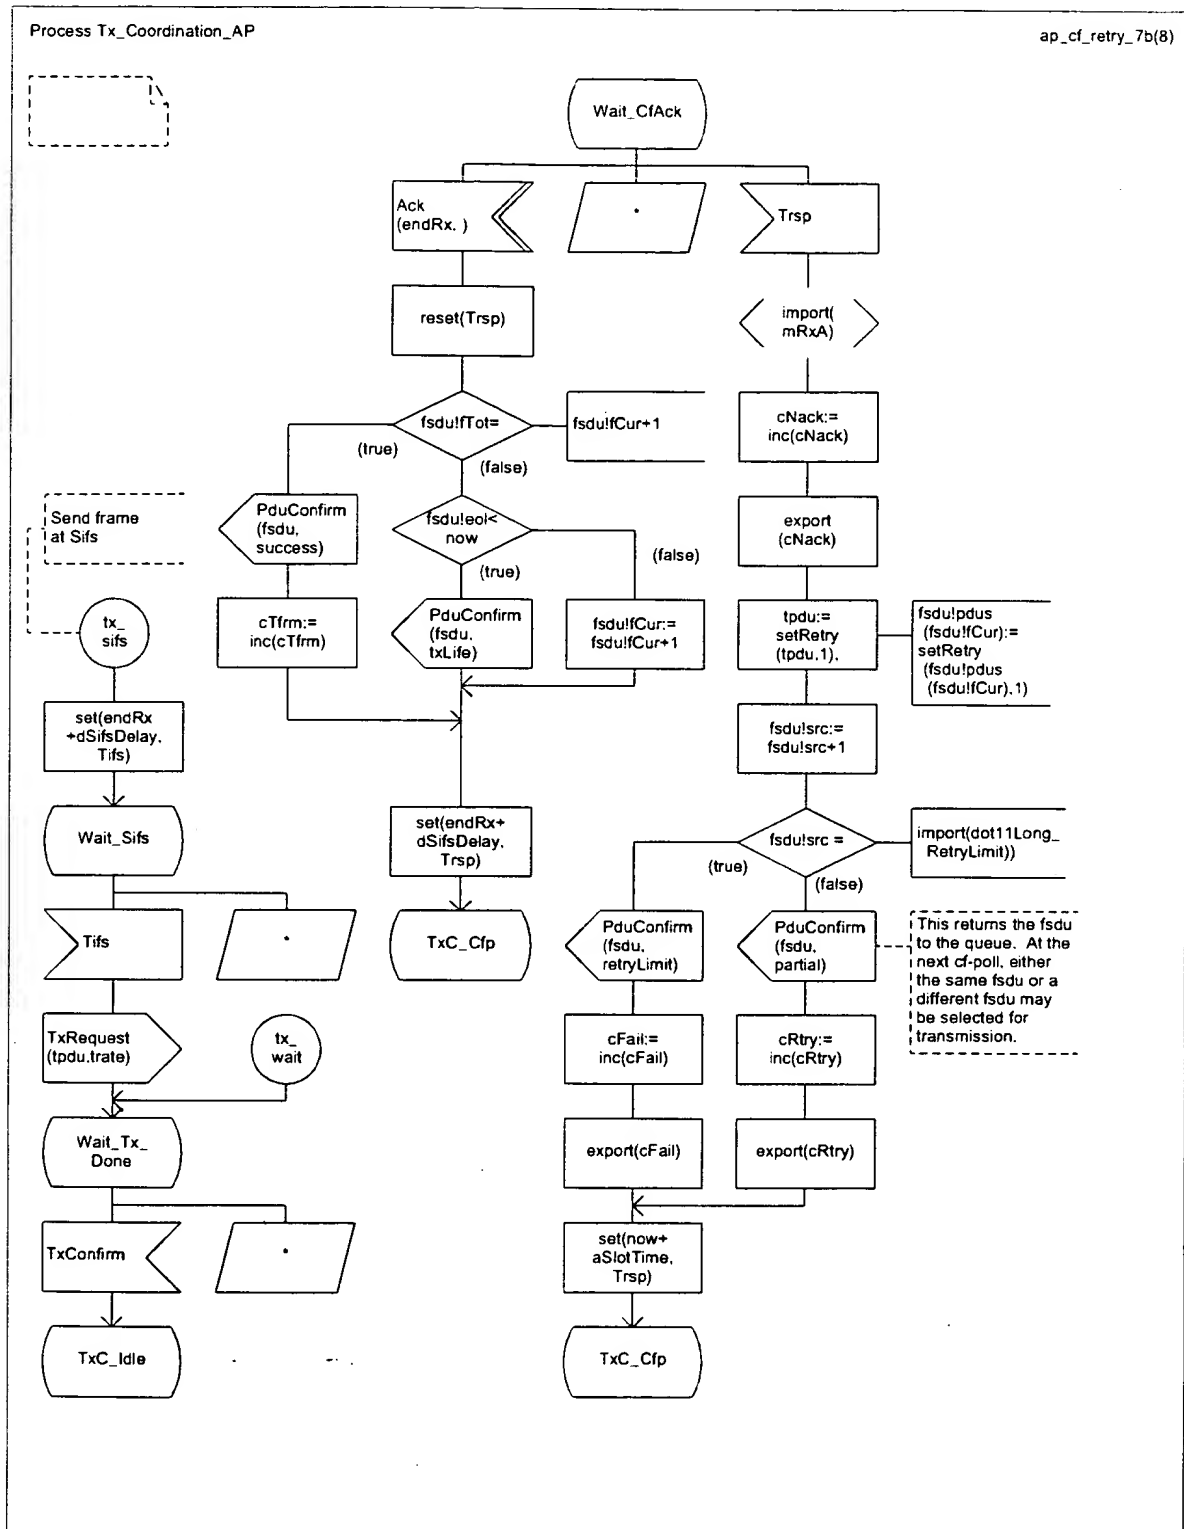 Process Tx_Coordination_AP
ap_cf_retry_7b(8)
Wait_CfAck
Ack
(endRx, )
*
Trsp
reset(Trsp)
import(
mRxA)
fsdu!fTot=
fsdu!fCur+1
(true)
(false)
cNack:=
inc(cNack)
Send frame
at Sifs
PduConfirm
(fsdu,
success)
fsdu!eol<
now
(true)
(false)
export
(cNack)
tx_
sifs
cTfrm:=
inc(cTfrm)
PduConfirm
(fsdu,
txLife)
fsdu!fCur:=
fsdu!fCur+1
tpdu:=
setRetry
(tpdu,1),
fsdu!pdus
(fsdu!fCur):=
setRetry
(fsdu!pdus
(fsdu!fCur),1)
set(endRx
+dSifsDelay,
Tifs)
fsdu!src:=
fsdu!src+1
Wait_Sifs
set(endRx+
dSifsDelay,
Trsp)
fsdu!src =
import(dot11Long_
RetryLimit))
(true)
(false)
Tifs
*
TxC_Cfp
PduConfirm
(fsdu,
retryLimit)
PduConfirm
(fsdu,
partial)
This returns the fsdu
to the queue. At the
next cf-poll, either
the same fsdu or a
different fsdu may
be selected for
transmission.
TxRequest
(tpdu,trate)
tx_
wait
cFail:=
inc(cFail)
cRtry:=
inc(cRtry)
Wait_Tx_
Done
export(cFail)
export(cRtry)
TxConfirm
*
set(now+
aSlotTime,
Trsp)
TxC_Idle
TxC_Cfp